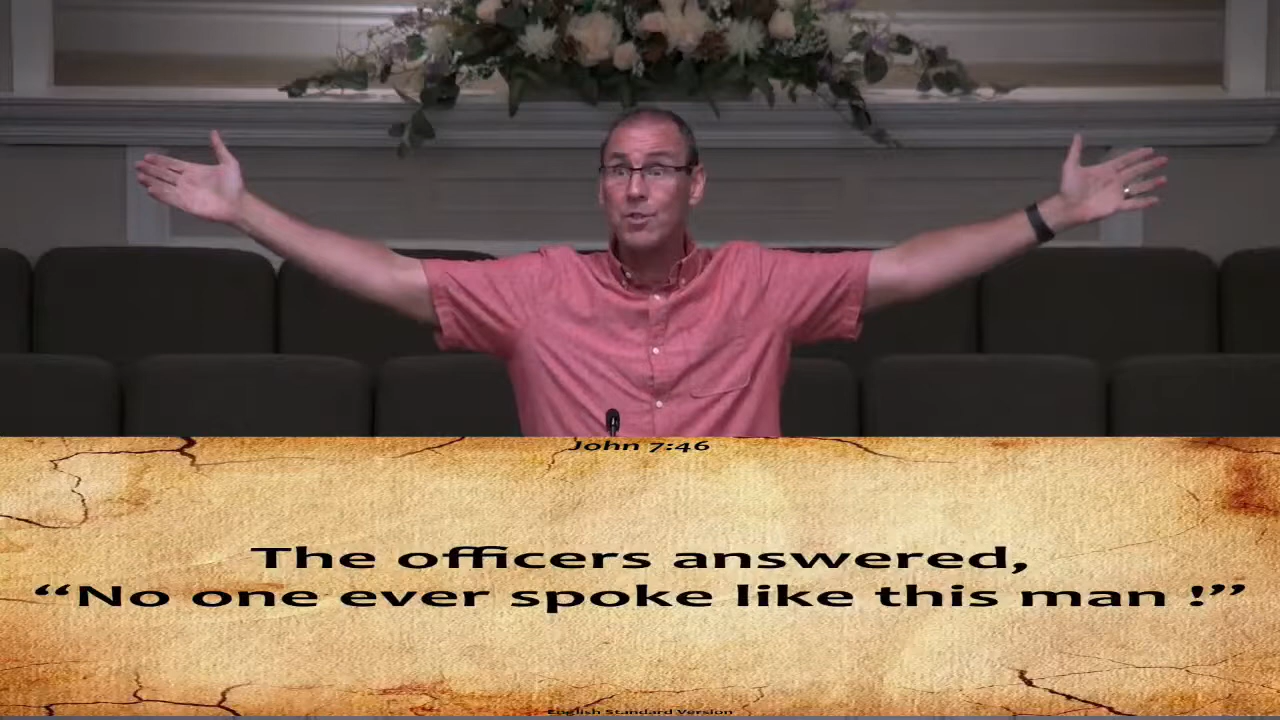 John 7:46
The officers answered,
“No one ever spoke like this man !”
English Standard Version